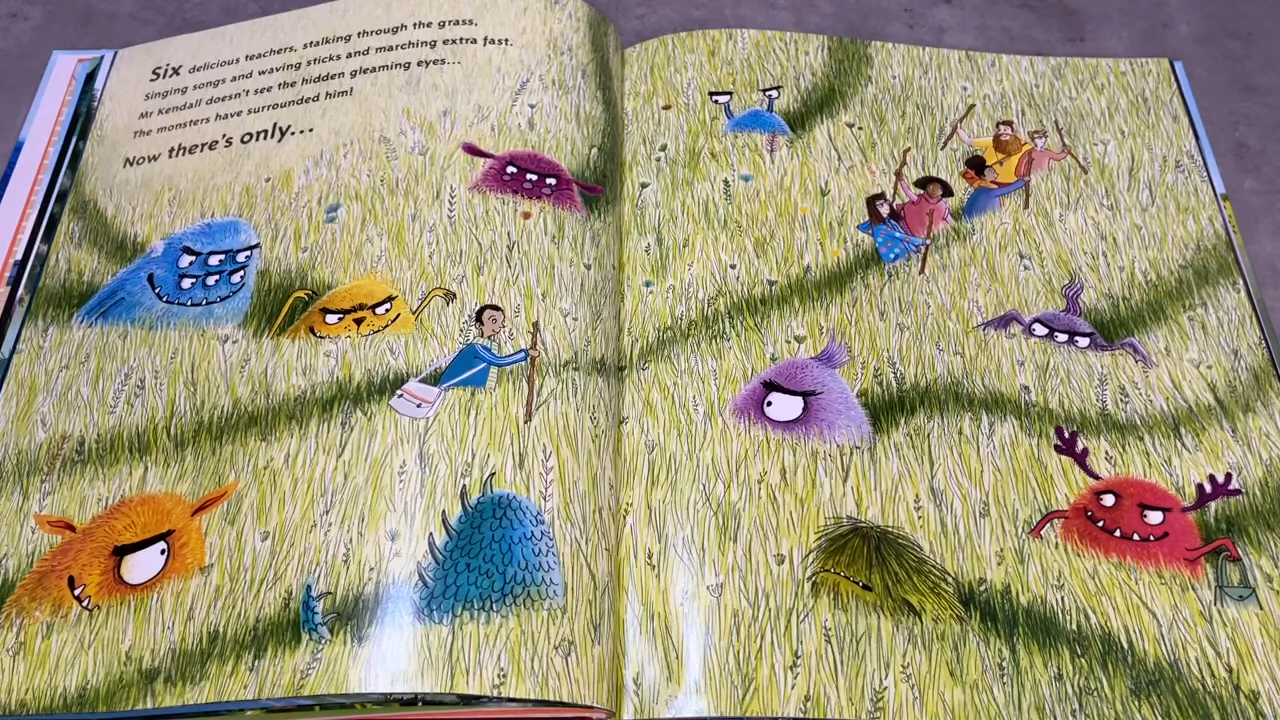 Six delicious teachers, stalking through the grass,
Singing songs and waving sticks and marching extra fast.
Mr Kendall doesn't see the hidden gleaming eyes...
The monsters have surrounded him!
Now there's only...